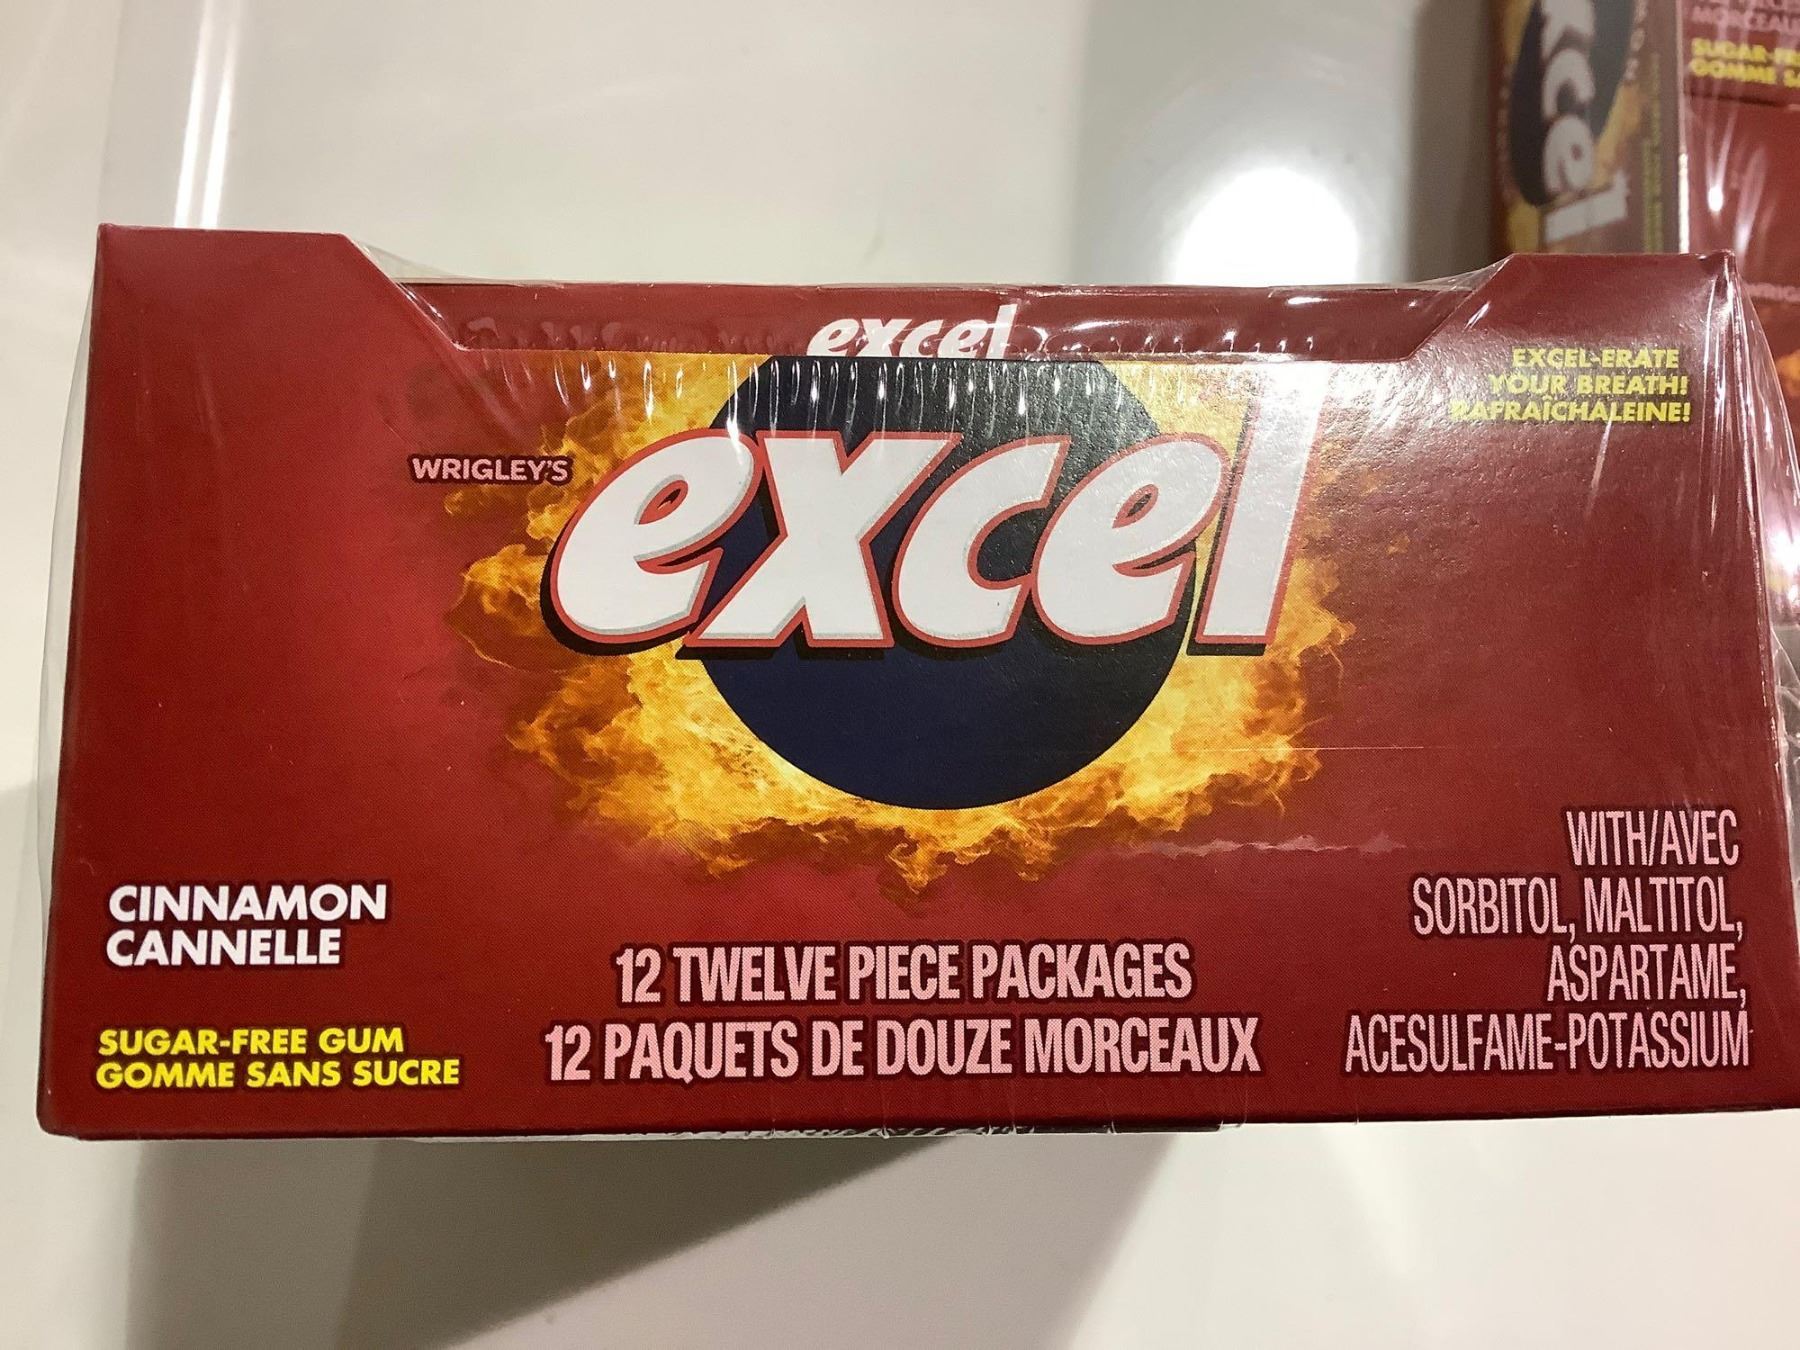 excel
EXCEL-ERATE
YOUR BREATH!
RAFRAÎCHALEINE!
WRIGLEY'S
excel
CINNAMON
CANNELLE
SUGAR-FREE GUM
GOMME SANS SUCRE
12 TWELVE PIECE PACKAGES
12 PAQUETS DE DOUZE MORCEAUX
WITH/AVEC
SORBITOL, MALTITOL,
ASPARTAME,
ACESULFAME-POTASSIUM